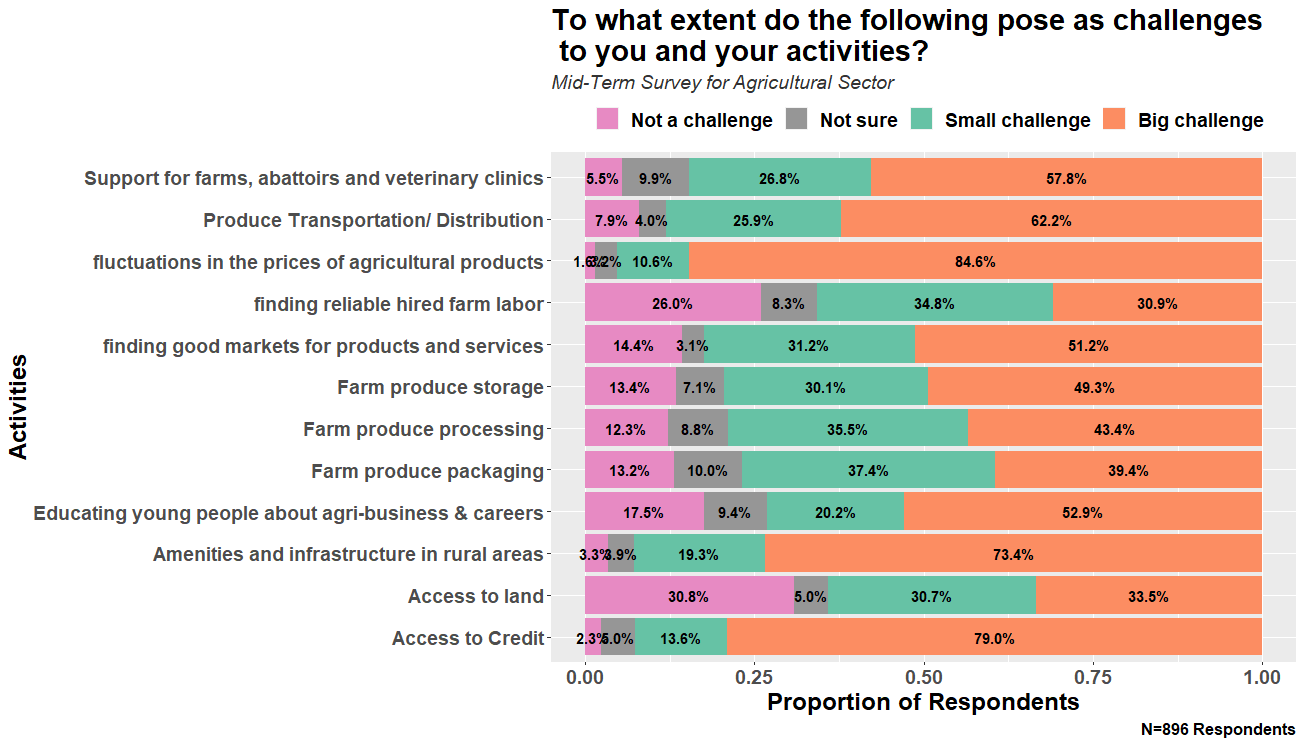 To what extent do the following pose as challenges
to you and your activities?
Mid-Term Survey for Agricultural Sector
Not a challenge Not sure Small challenge Big challenge
Activities
Support for farms, abattoirs and veterinary clinics 5.5% 9.9% 26.8% 57.8%
Produce Transportation/ Distribution 7.9% 4.0% 25.9% 62.2%
fluctuations in the prices of agricultural products 1.6% 3.2% 10.6% 84.6%
finding reliable hired farm labor 26.0% 8.3% 34.8% 30.9%
finding good markets for products and services 14.4% 3.1% 31.2% 51.2%
Farm produce storage 13.4% 7.1% 30.1% 49.3%
Farm produce processing 12.3% 8.8% 35.5% 43.4%
Farm produce packaging 13.2% 10.0% 37.4% 39.4%
Educating young people about agri-business & careers 17.5% 9.4% 20.2% 52.9%
Amenities and infrastructure in rural areas 3.3% 3.9% 19.3% 73.4%
Access to land 30.8% 5.0% 30.7% 33.5%
Access to Credit 2.3% 5.0% 13.6% 79.0%
0.00 0.25 0.50 0.75 1.00
Proportion of Respondents
N=896 Respondents